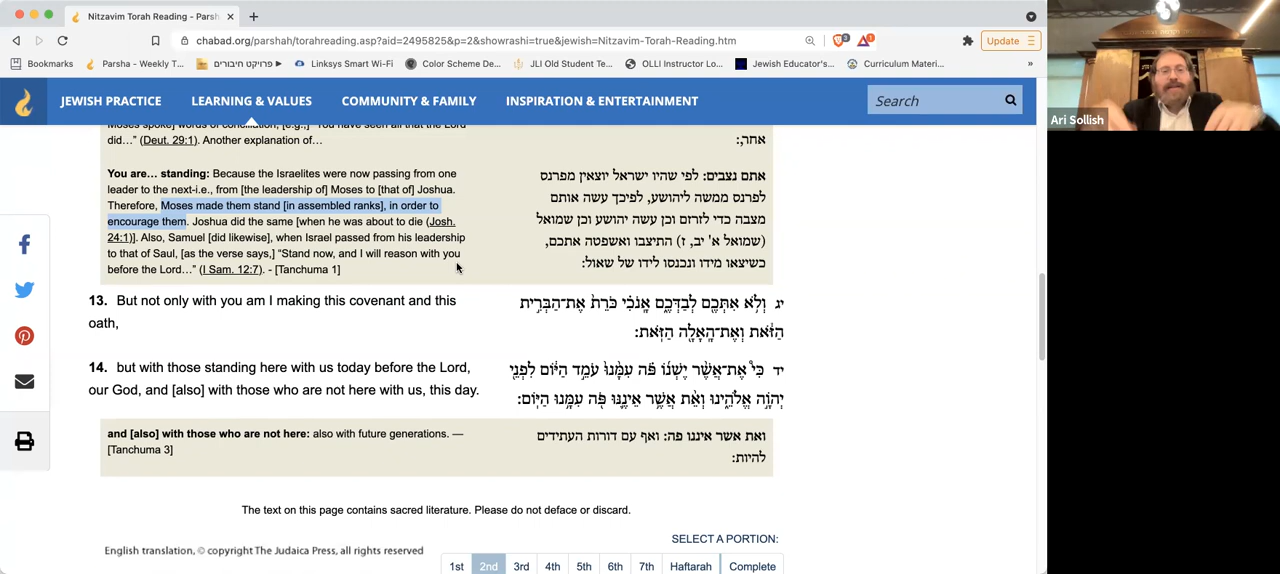 Nitzavim Torah Reading - Parsh
chabad.org/parshah/torahreading.asp?aid=2495825&p=2&showrashi=true&jewish=Nitzavim-Torah-Reading.htm
Update
Bookmarks Parsha - Weekly T... פרויקט חיבורים Linksys Smart Wi-Fi Color Scheme De... JLI Old Student Te... OLLI Instructor Lo... Jewish Educator's... Curriculum Materi... »
JEWISH PRACTICE LEARNING & VALUES COMMUNITY & FAMILY INSPIRATION & ENTERTAINMENT Search
Ari Sollish
Moses spoke] words of conciliation, [e.g.,] "You have seen all that the Lord
did…" (Deut. 29:1). Another explanation of…
אחר,:
You are… standing: Because the Israelites were now passing from one
leader to the next-i.e., from [the leadership of] Moses to [that of] Joshua.
Therefore, Moses made them stand [in assembled ranks], in order to
encourage them. Joshua did the same [when he was about to die (Josh.
24:1)]. Also, Samuel [did likewise], when Israel passed from his leadership
to that of Saul, [as the verse says,] "Stand now, and I will reason with you
before the Lord…" (I Sam. 12:7). - [Tanchuma 1]
אתם נצבים: לפי שהיו ישראל יוצאין מפרנס
לפרנס ממשה ליהושע, לפיכך עשה אותם
מצבה כדי לזרזם וכן עשה יהושע וכן שמואל
(שמואל א' יב, ז) התיצבו ואשפטה אתכם,
כשיצאו מידו ונכנסו לידו של שאול:
13. But not only with you am I making this covenant and this
oath,
יג וְלֹ֥א אִתְּכֶ֖ם לְבַדְּכֶ֑ם אָֽנֹכִ֗י כֹּרֵת֙ אֶת־הַבְּרִ֣ית
הַזֹּ֔את וְאֶת־הָֽאָלָ֖ה הַזֹּֽאת:
14. but with those standing here with us today before the Lord,
our God, and [also] with those who are not here with us, this day.
יד כִּי֩ אֶת־אֲשֶׁ֨ר יֶשְׁנ֜וֹ פֹּ֗ה עִמָּ֨נוּ֙ עֹמֵ֣ד הַיּ֔וֹם לִפְנֵ֖י
יְהֹוָ֣ה אֱלֹהֵ֑ינוּ וְאֵ֨ת אֲשֶׁ֥ר אֵינֶ֛נּוּ פֹּ֖ה עִמָּ֥נוּ הַיּֽוֹם:
and [also] with those who are not here: also with future generations. —
[Tanchuma 3]
ואת אשר איננו פה: ואף עם דורות העתידים
להיות:
The text on this page contains sacred literature. Please do not deface or discard.
SELECT A PORTION:
English translation, © copyright The Judaica Press, all rights reserved
1st 2nd 3rd 4th 5th 6th 7th Haftarah Complete